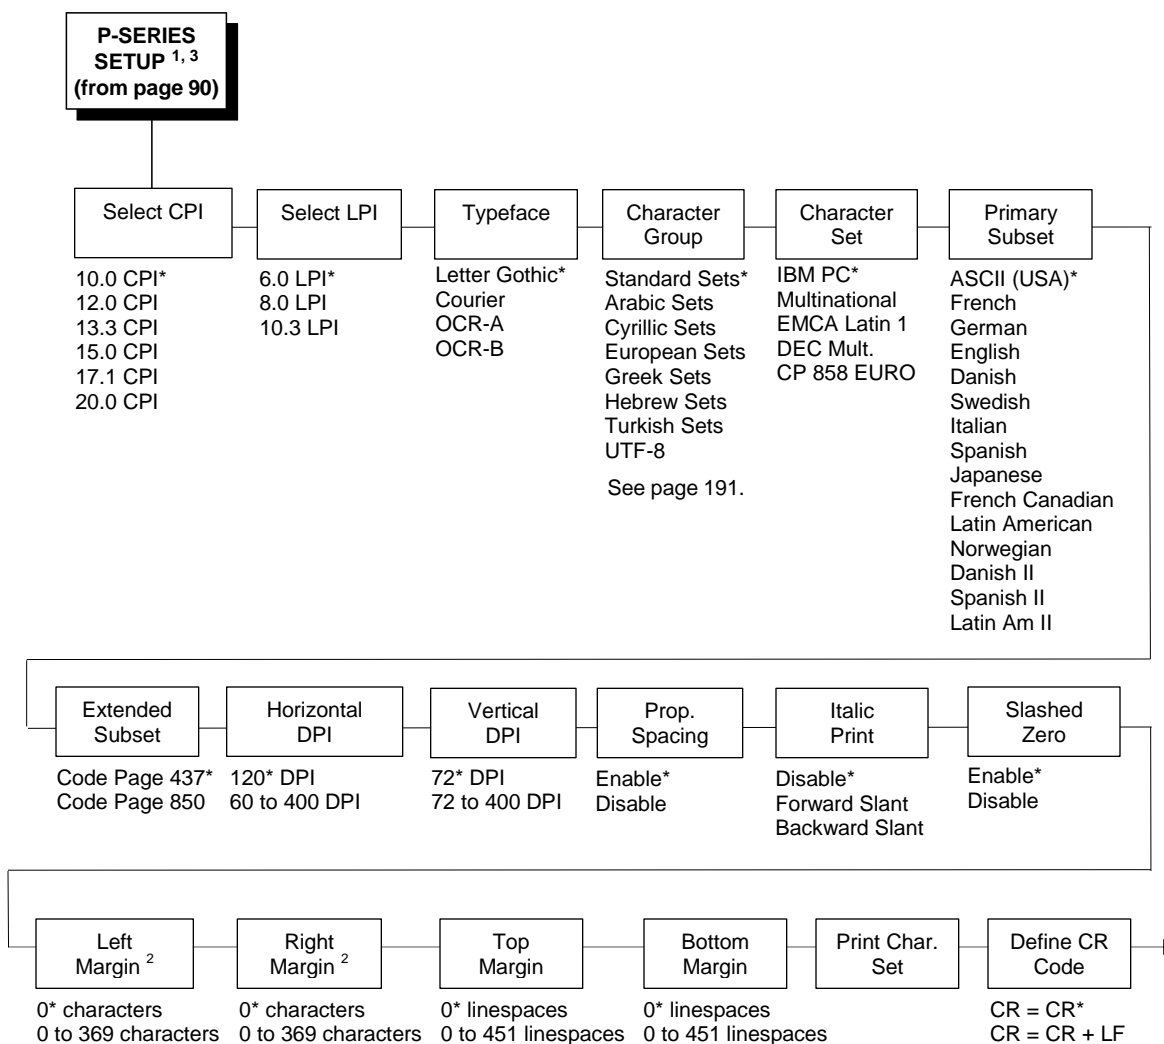 P-SERIES
SETUP 1, 3
(from page 90)
Select CPI
10.0 CPI*
12.0 CPI
13.3 CPI
15.0 CPI
17.1 CPI
20.0 CPI
Select LPI
6.0 LPI*
8.0 LPI
10.3 LPI
Typeface
Letter Gothic*
Courier
OCR-A
OCR-B
Character
Group
Standard Sets*
Arabic Sets
Cyrillic Sets
European Sets
Greek Sets
Hebrew Sets
Turkish Sets
UTF-8
See page 191.
Character
Set
IBM PC*
Multinational
EMCA Latin 1
DEC Mult.
CP 858 EURO
Primary
Subset
ASCII (USA)*
French
German
English
Danish
Swedish
Italian
Spanish
Japanese
French Canadian
Latin American
Norwegian
Danish II
Spanish II
Latin Am II
Extended
Subset
Code Page 437*
Code Page 850
Horizontal
DPI
120* DPI
60 to 400 DPI
Vertical
DPI
72* DPI
72 to 400 DPI
Prop.
Spacing
Enable*
Disable
Italic
Print
Disable*
Forward Slant
Backward Slant
Slashed
Zero
Enable*
Disable
Left
Margin 2
0* characters
0 to 369 characters
Right
Margin 2
0* characters
0 to 369 characters
Top
Margin
0* linespaces
0 to 451 linespaces
Bottom
Margin
0* linespaces
0 to 451 linespaces
Print Char.
Set
Define CR
Code
CR = CR*
CR = CR + LF